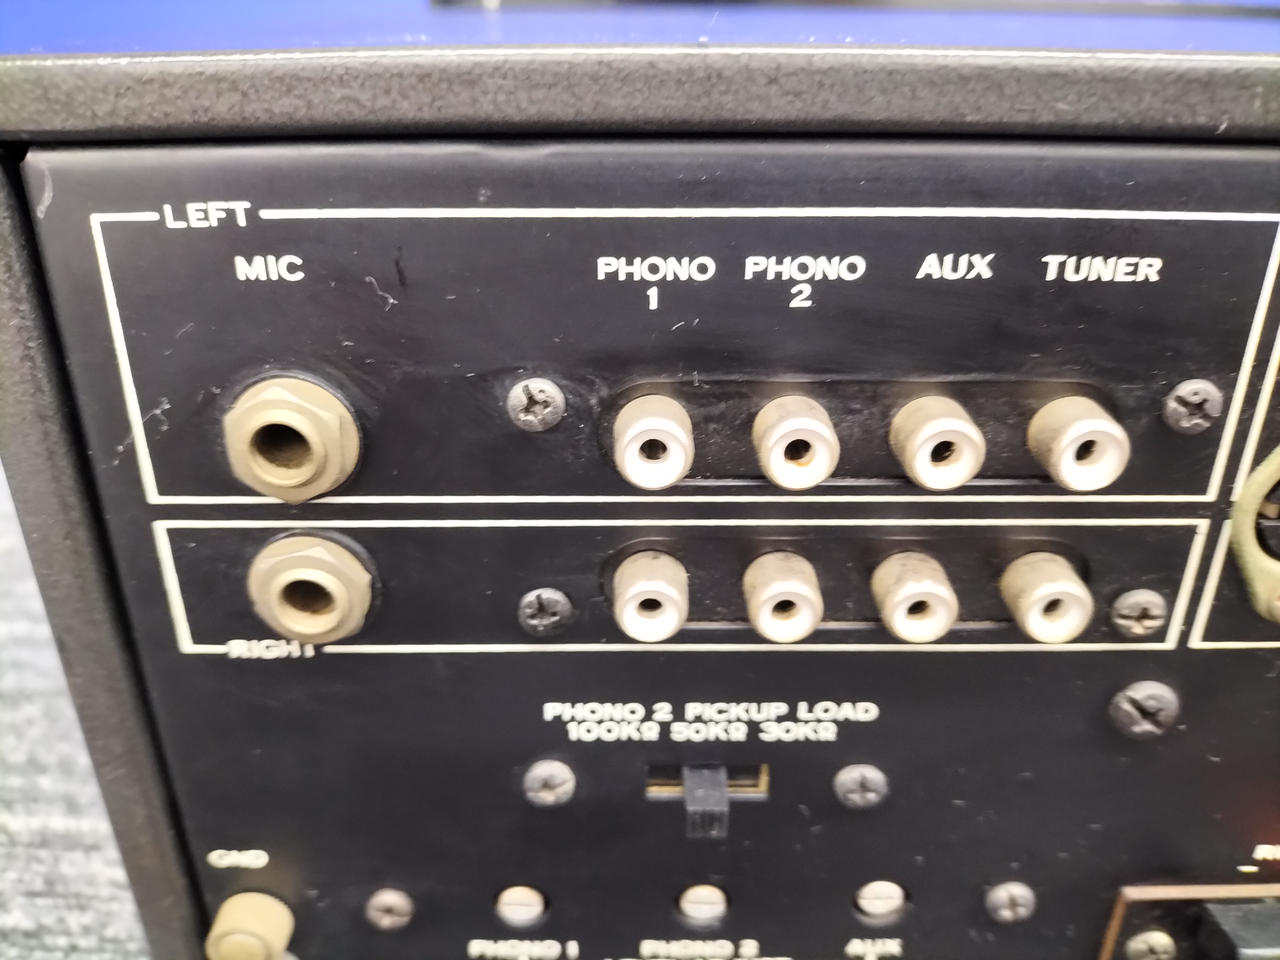 LEFT
MIC
PHONO 1
PHONO 2
AUX
TUNER
RIGHT
PHONO 2 PICKUP LOAD
100KΩ 50KΩ 30KΩ
GND
PHONO 1
PHONO 2
AUX